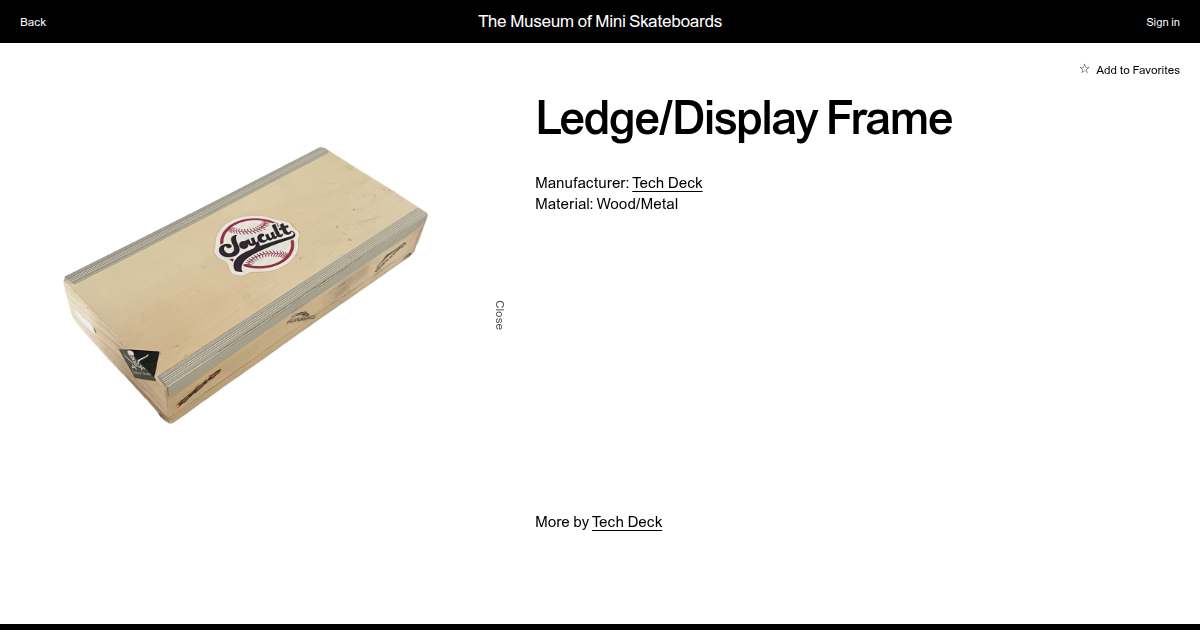 Back
The Museum of Mini Skateboards
Sign in
☆ Add to Favorites
Ledge/Display Frame
Manufacturer: Tech Deck
Material: Wood/Metal
Joycult
Close
More by Tech Deck